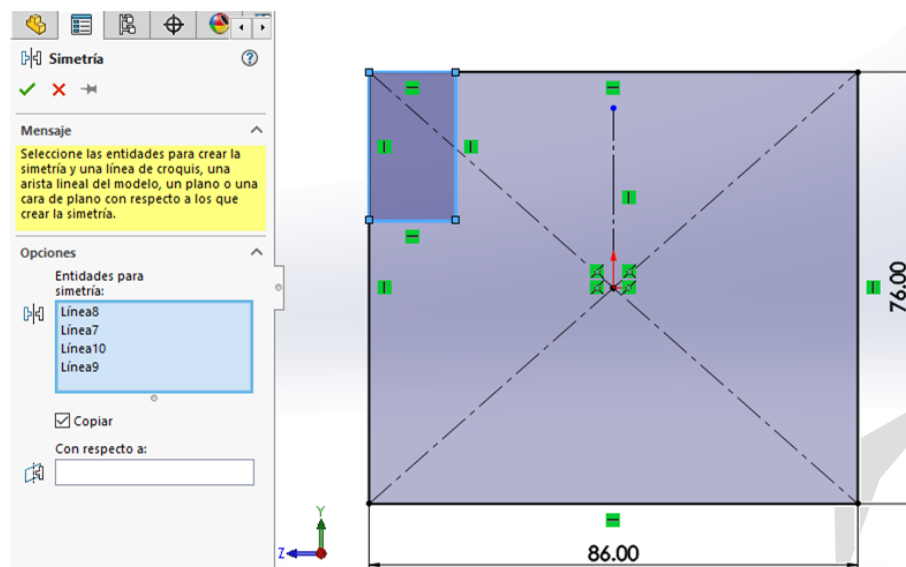 Simetría
Mensaje
Seleccione las entidades para crear la
simetría y una línea de croquis, una
arista lineal del modelo, un plano o una
cara de plano con respecto a los que
crear la simetría.
Opciones
Entidades para
simetría:
Línea8
Línea7
Línea10
Línea9
Copiar
Con respecto a:
76.00
86.00
Y
Z